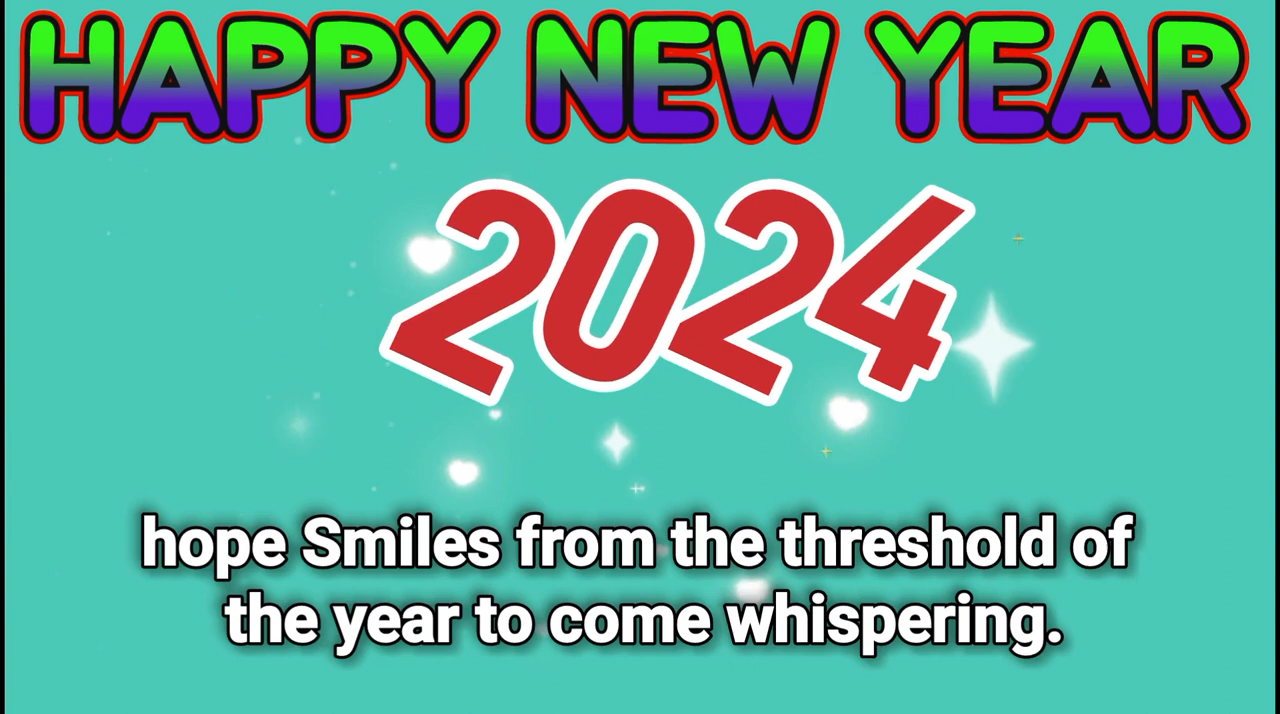 HAPPY NEW YEAR
2024
hope Smiles from the threshold of
the year to come whispering.